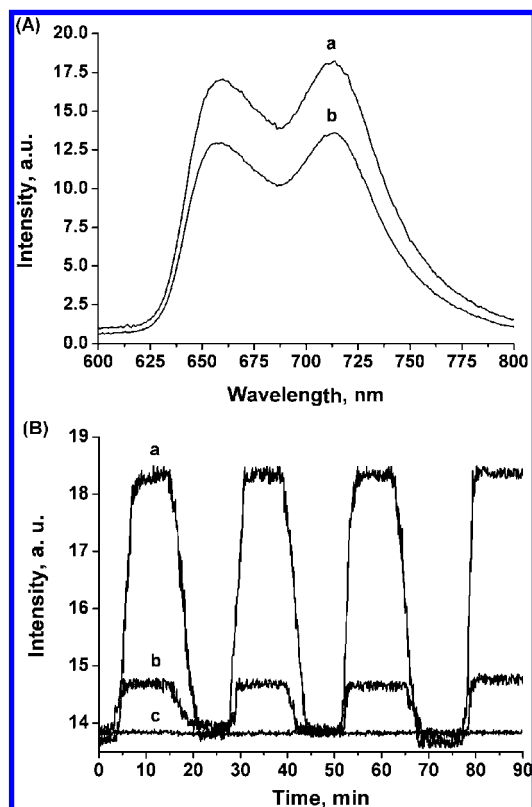 (A)
20.0
17.5
15.0
12.5
10.0
7.5
5.0
2.5
0.0
Intensity, a.u.
a
b
600 625 650 675 700 725 750 775 800
Wavelength, nm
(B)
19
18
17
16
15
14
Intensity, a. u.
a
b
c
0 10 20 30 40 50 60 70 80 90
Time, min